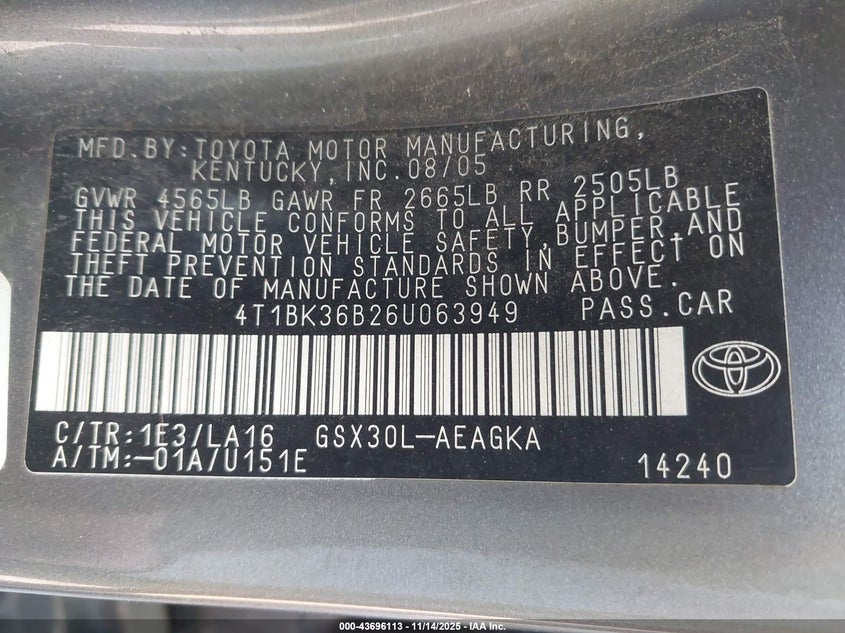 MFD.BY:TOYOTA MOTOR MANUFACTURING,
KENTUCKY,INC.08/05
GVWR 4565LB GAWR FR 2665LB RR 2505LB
THIS VEHICLE CONFORMS TO ALL APPLICABLE
FEDERAL MOTOR VEHICLE SAFETY,BUMPER,AND
THEFT PREVENTION STANDARDS IN EFFECT ON
THE DATE OF MANUFACTURE SHOWN ABOVE.
4T1BK36B26U063949 PASS.CAR
C/TR:1E3/LA16 GSX30L-AEAGKA
A/TM:-01A/U151E 14240
000-43696113 - 11/14/2025 - IAA Inc.